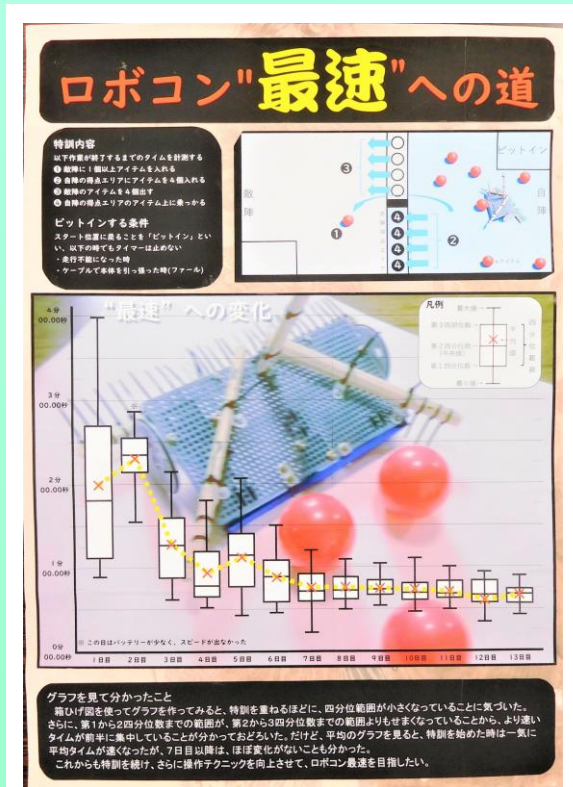 ロボコン"最速"への道
特訓内容
以下作業が終了するまでのタイムを計測する
❶敵陣に1個以上アイテムを入れる
❷自陣の得点エリアにアイテムを4個入れる
❸敵陣のアイテムを4個出す
❹自陣の得点エリアのアイテム上に乗っかる
ピットインする条件
スタート位置に戻ることを「ピットイン」とい
い、以下の時でもタイマーは止めない
・走行不能になった時
・ケーブルで本体を引っ張った時(ファール)
ピットイン
敵陣
自陣
❸
❶
❷
❹
❹
❹
❹
アイテム
"最速" への変化
凡例
最大値
第3四分位数
第2四分位数
(中央値)
第1四分位数
最小値
平均値
四分位範囲
4分
00.00秒
3分
00.00秒
2分
00.00秒
1分
00.00秒
0分
00.00秒
※
※ この日はバッテリーが少なく、スピードが出なかった
1日目 2日目 3日目 4日目 5日目 6日目 7日目 8日目 9日目 10日目 11日目 12日目 13日目
グラフを見て分かったこと
箱ひげ図を使ってグラフを作ってみると、特訓を重ねるほどに、四分位範囲が小さくなっていることに気づいた。
さらに、第1から2四分位数までの範囲が、第2から3四分位数までの範囲よりもせまくなっていることから、より速い
タイムが前半に集中していることが分かっておどろいた。だけど、平均のグラフを見ると、特訓を始めた時は一気に
平均タイムが速くなったが、7日目以降は、ほぼ変化がないことも分かった。
これからも特訓を続け、さらに操作テクニックを向上させて、ロボコン最速を目指したい。